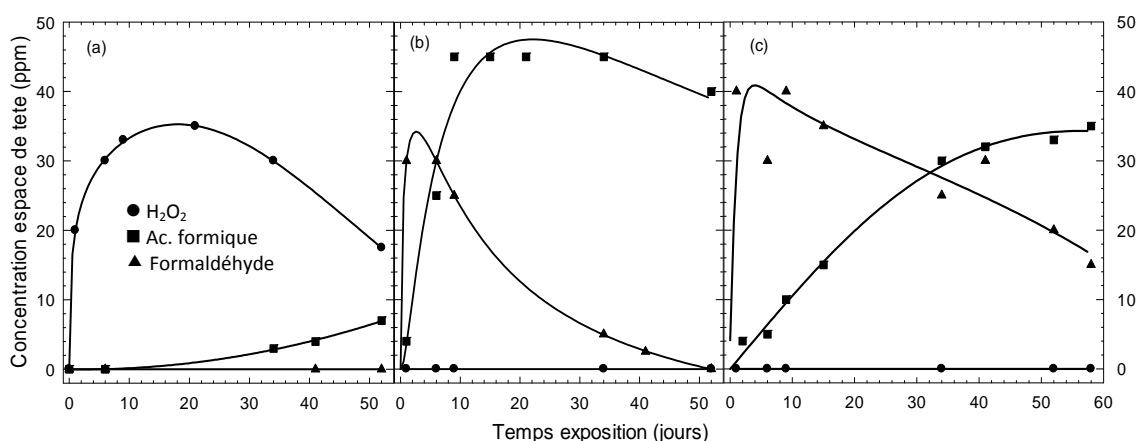 Concentration espace de tete (ppm)
50
40
30
20
10
0
(a)
(b)
(c)
H₂O₂
Ac. formique
Formaldéhyde
50
40
30
20
10
0
0 10 20 30 40 50
0 10 20 30 40 50
0 10 20 30 40 50 60
Temps exposition (jours)